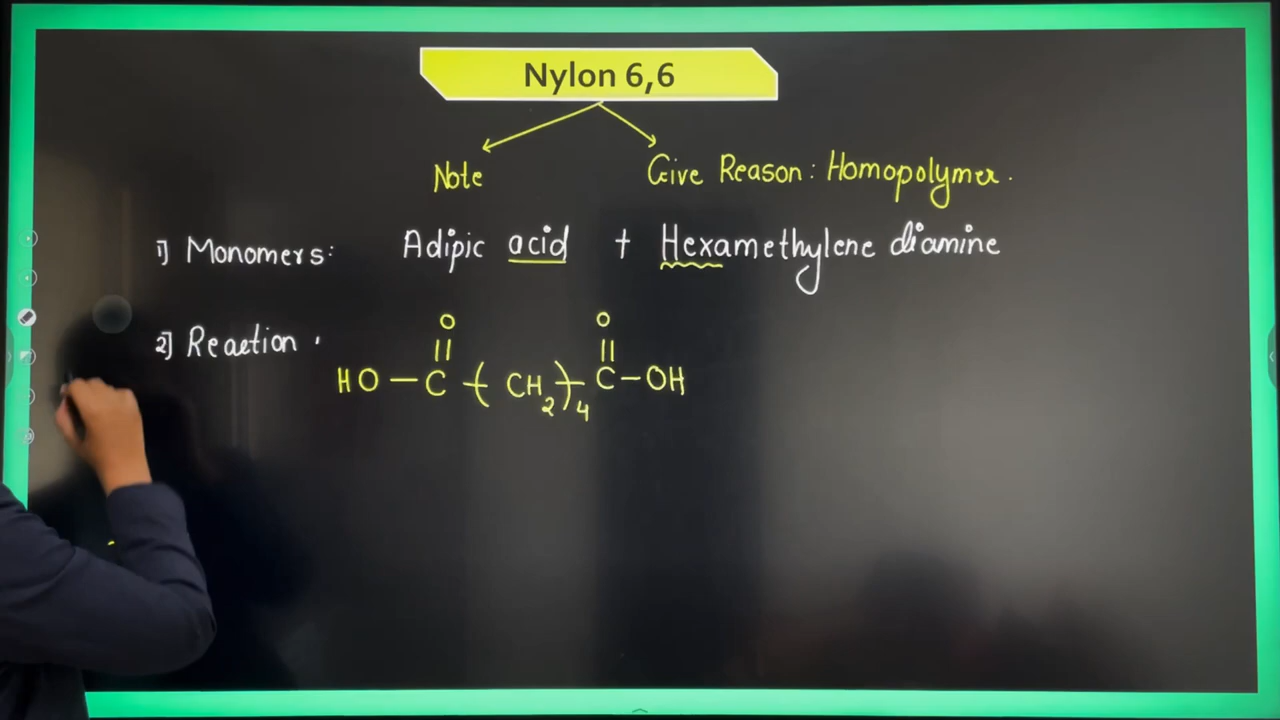 Nylon 6,6
Note
Give Reason: Homopolymer.
1) Monomers: Adipic acid + Hexamethylene diamine
2) Reaction.
O O
|| ||
HO — C —( CH2 )—4 C — OH